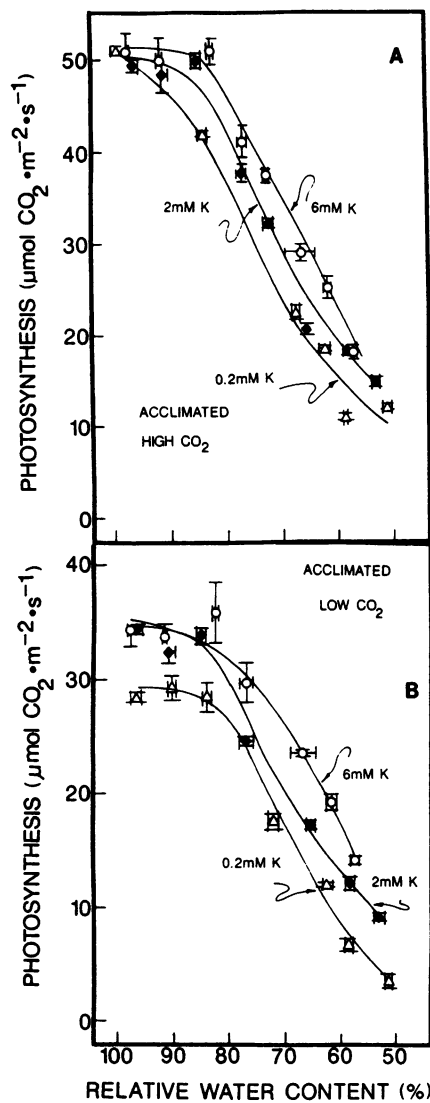 A
PHOTOSYNTHESIS (μmol CO2•m−2•s−1)
50
40
30
20
10
0
2mM K
6mM K
0.2mM K
ACCLIMATED
HIGH CO2
B
PHOTOSYNTHESIS (μmol CO2•m−2•s−1)
40
30
20
10
0
ACCLIMATED
LOW CO2
6mM K
0.2mM K
2mM K
100 90 80 70 60 50
RELATIVE WATER CONTENT (%)